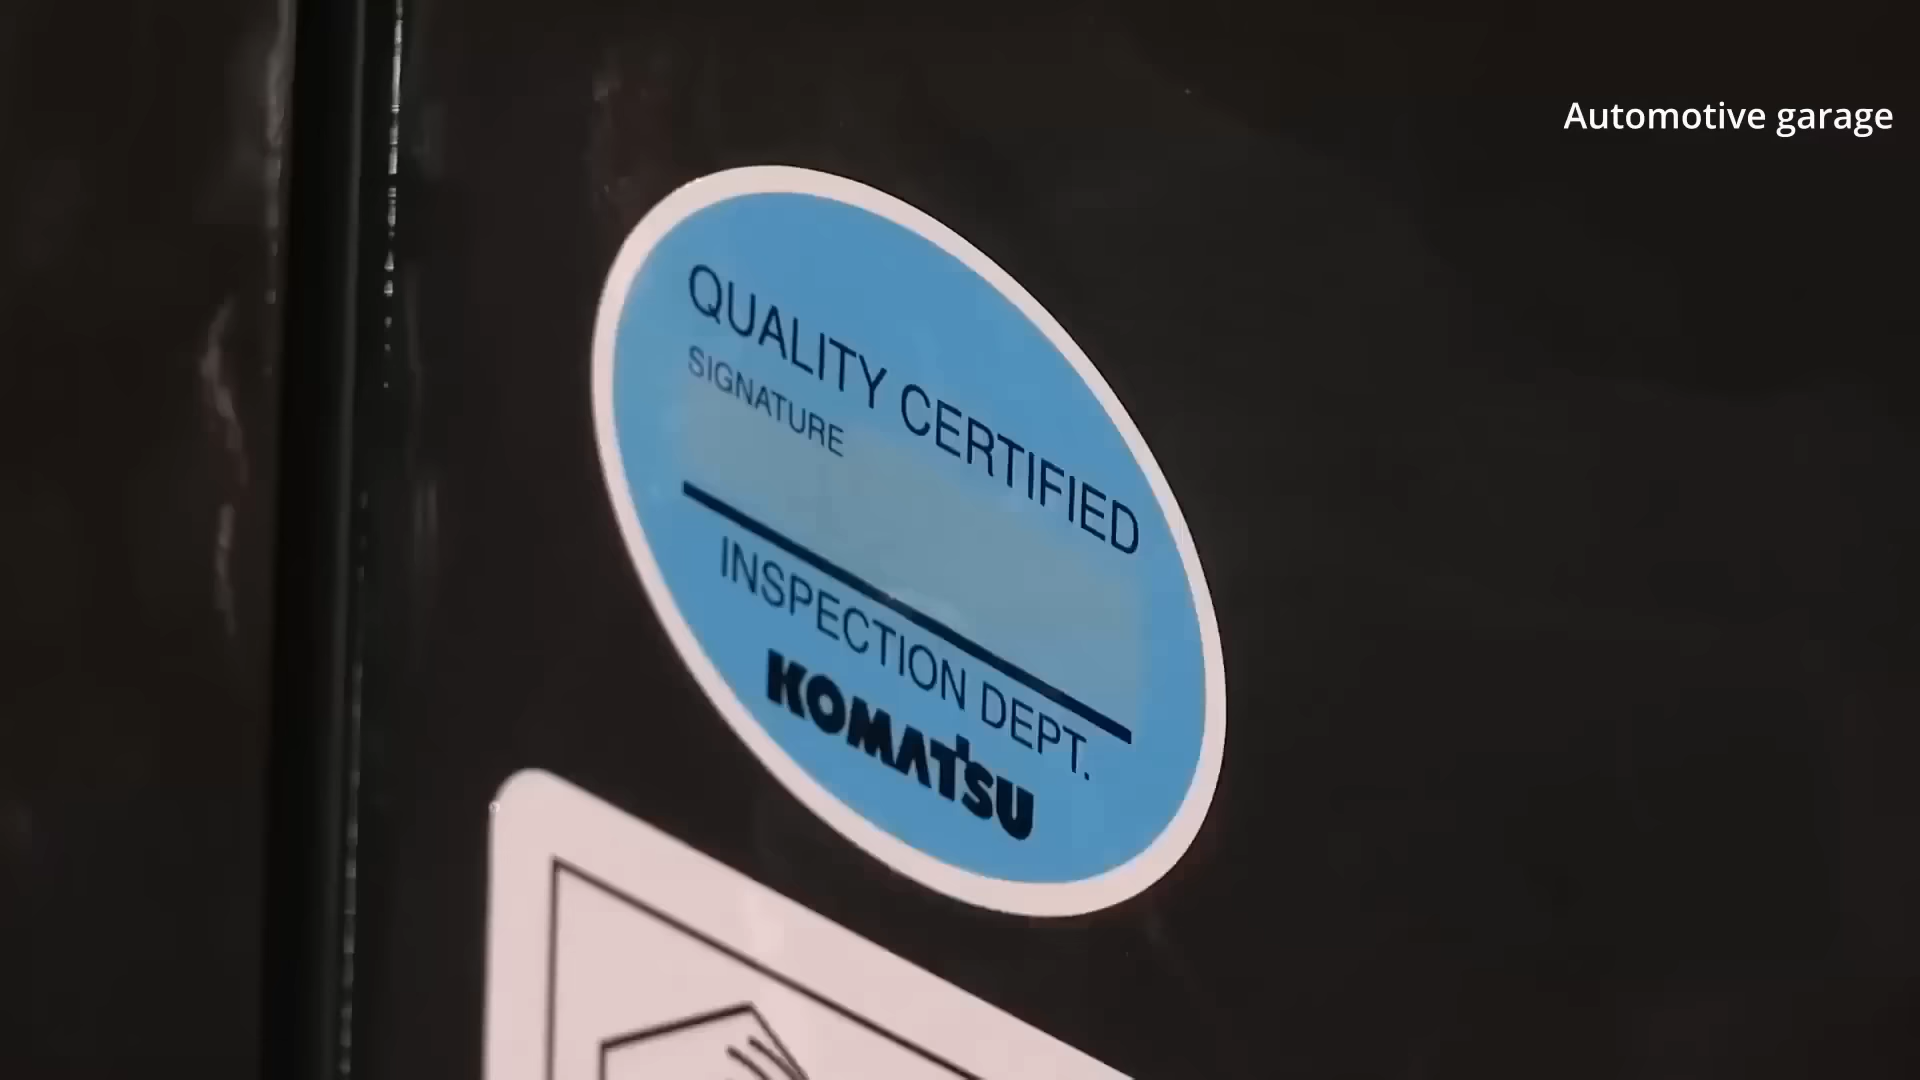 Automotive garage
QUALITY CERTIFIED
SIGNATURE
INSPECTION DEPT.
KOMATSU